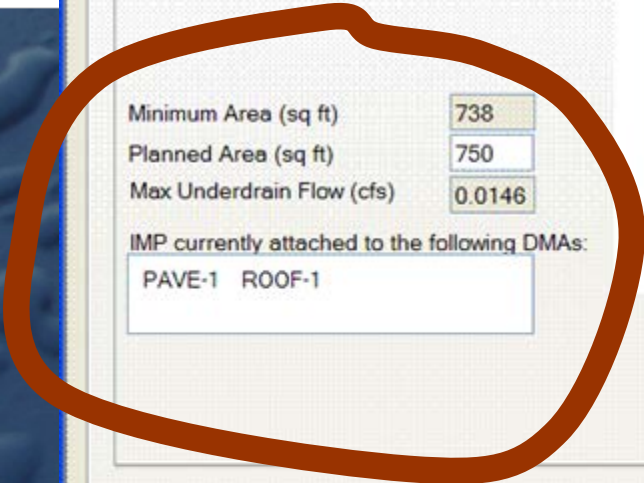 Minimum Area (sq ft) 738
Planned Area (sq ft) 750
Max Underdrain Flow (cfs) 0.0146
IMP currently attached to the following DMAs:
PAVE-1 ROOF-1